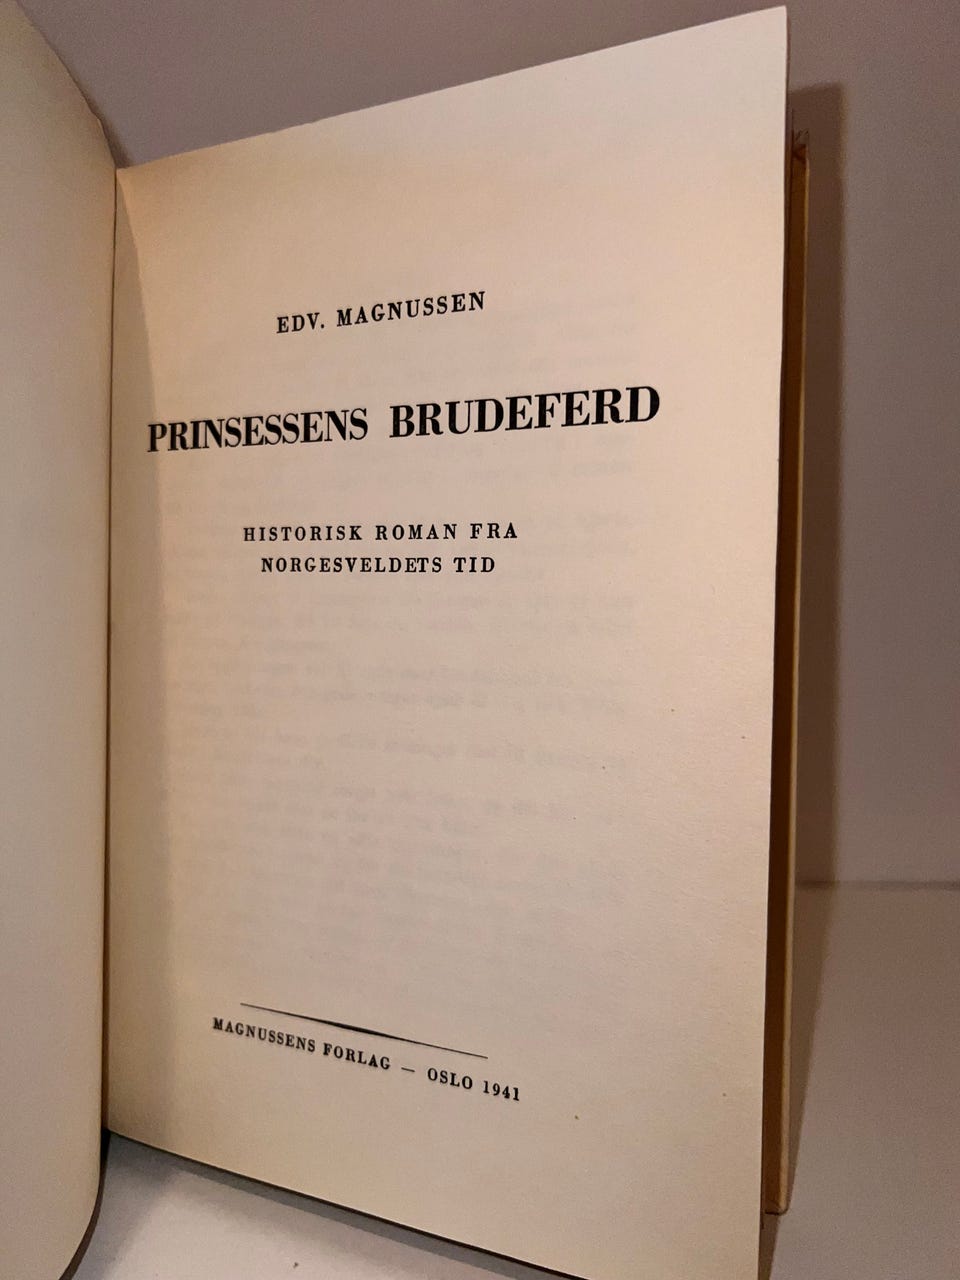 EDV. MAGNUSSEN
PRINSESSENS BRUDEFERD
HISTORISK ROMAN FRA
NORGESVELDETS TID
MAGNUSSENS FORLAG — OSLO 1941